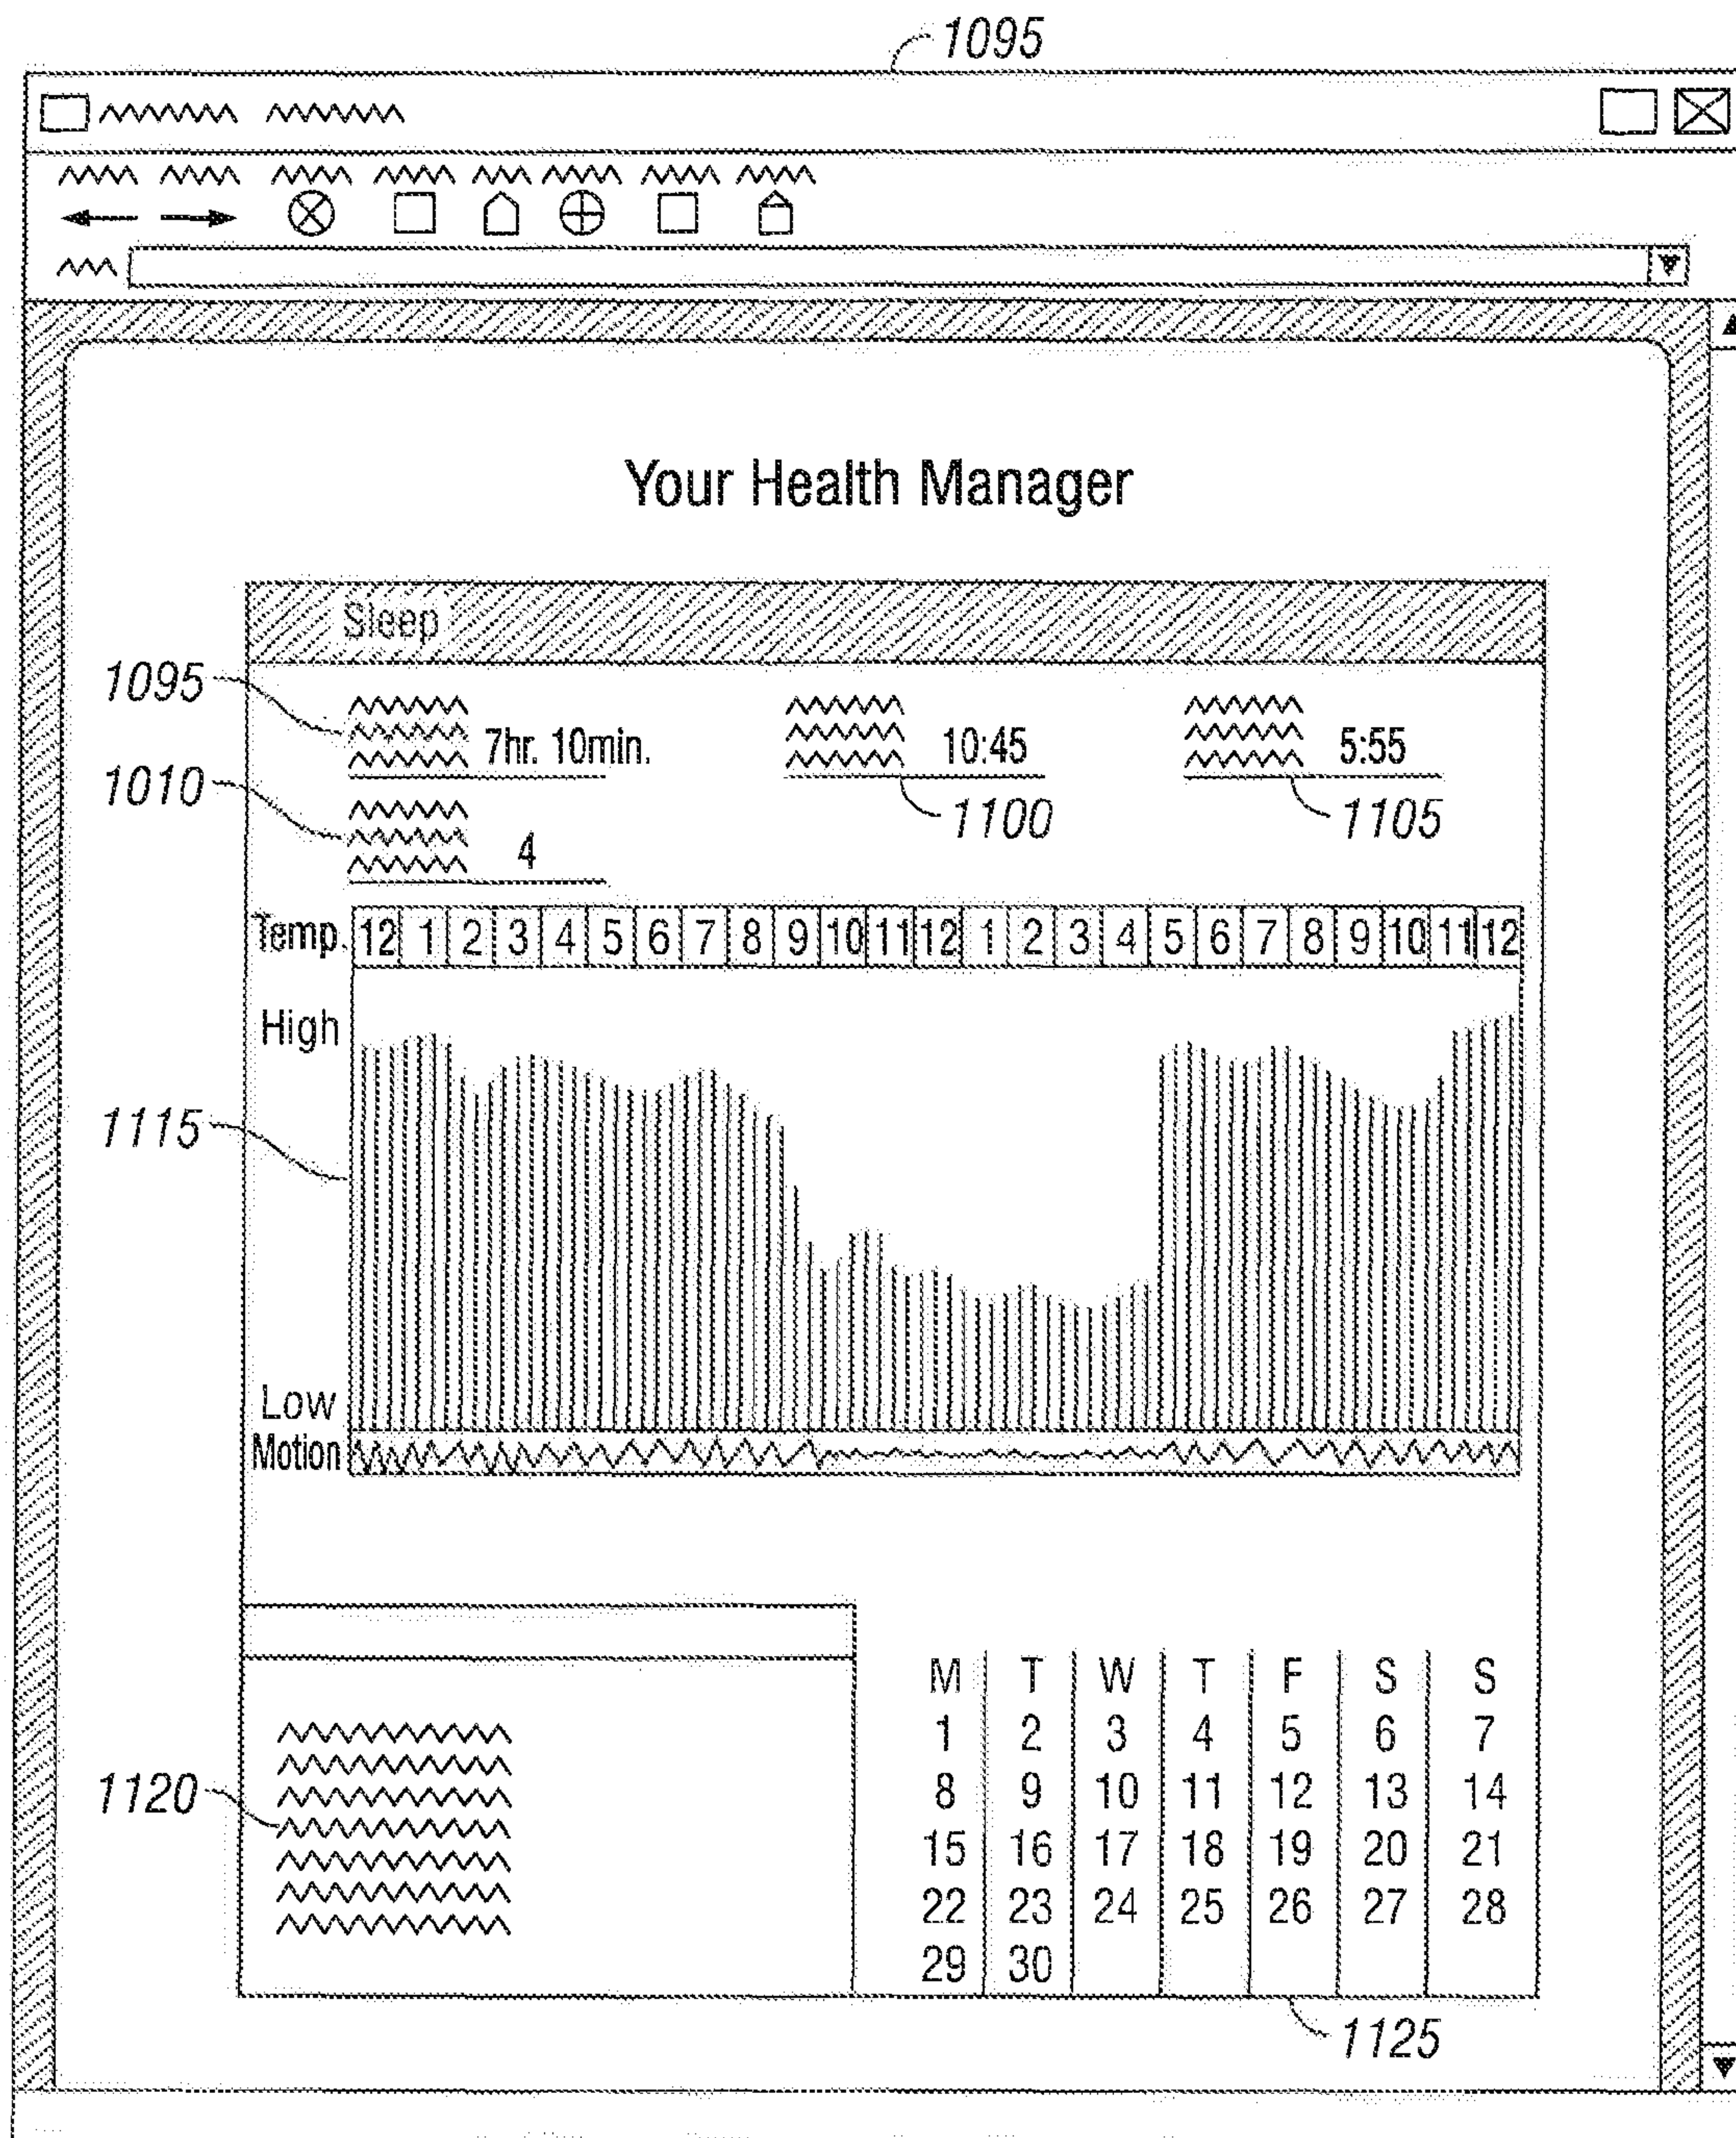 1095
Your Health Manager
Sleep
1095
7hr. 10min.
10:45
5:55
1010
1100
1105
4
Temp. 12 1 2 3 4 5 6 7 8 9 10 11 12 1 2 3 4 5 6 7 8 9 10 11 12
High
1115
Low
Motion
M T W T F S S
1 2 3 4 5 6 7
1120
8 9 10 11 12 13 14
15 16 17 18 19 20 21
22 23 24 25 26 27 28
29 30
1125